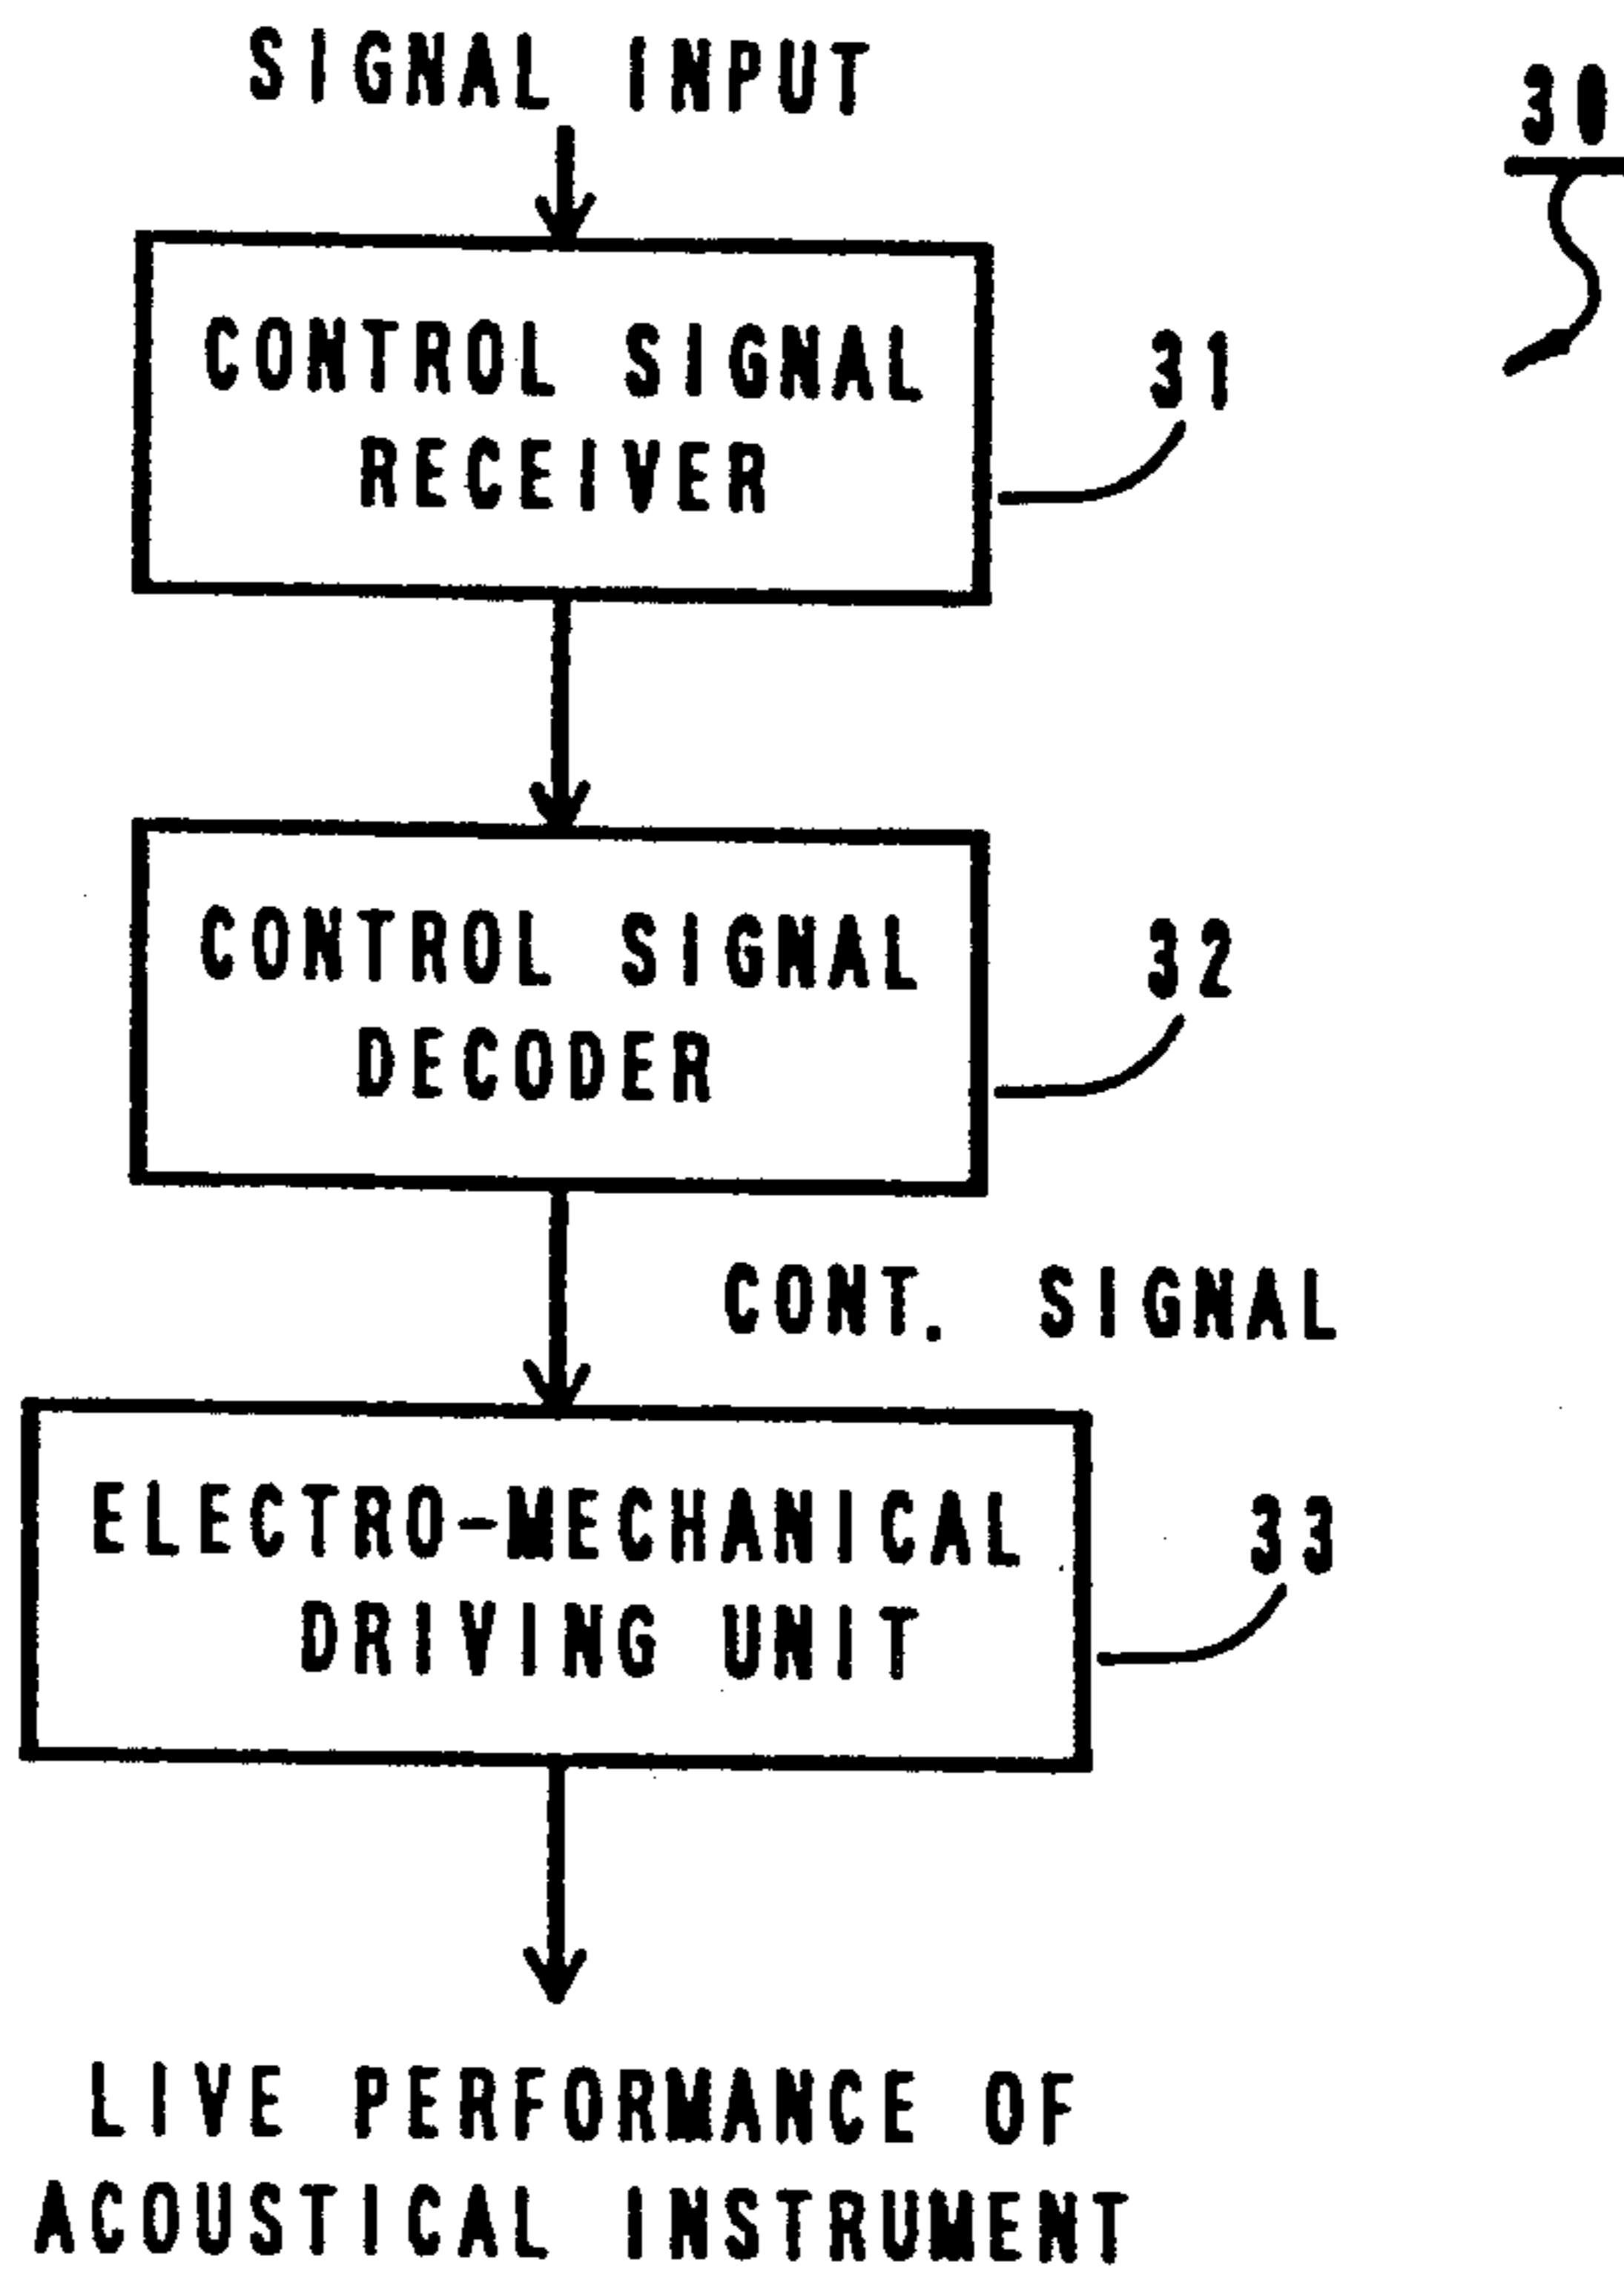 SIGNAL INPUT
30
CONTROL SIGNAL
RECEIVER
31
CONTROL SIGNAL
DECODER
32
CONT. SIGNAL
ELECTRO-MECHANICAL
DRIVING UNIT
33
LIVE PERFORMANCE OF
ACOUSTICAL INSTRUMENT